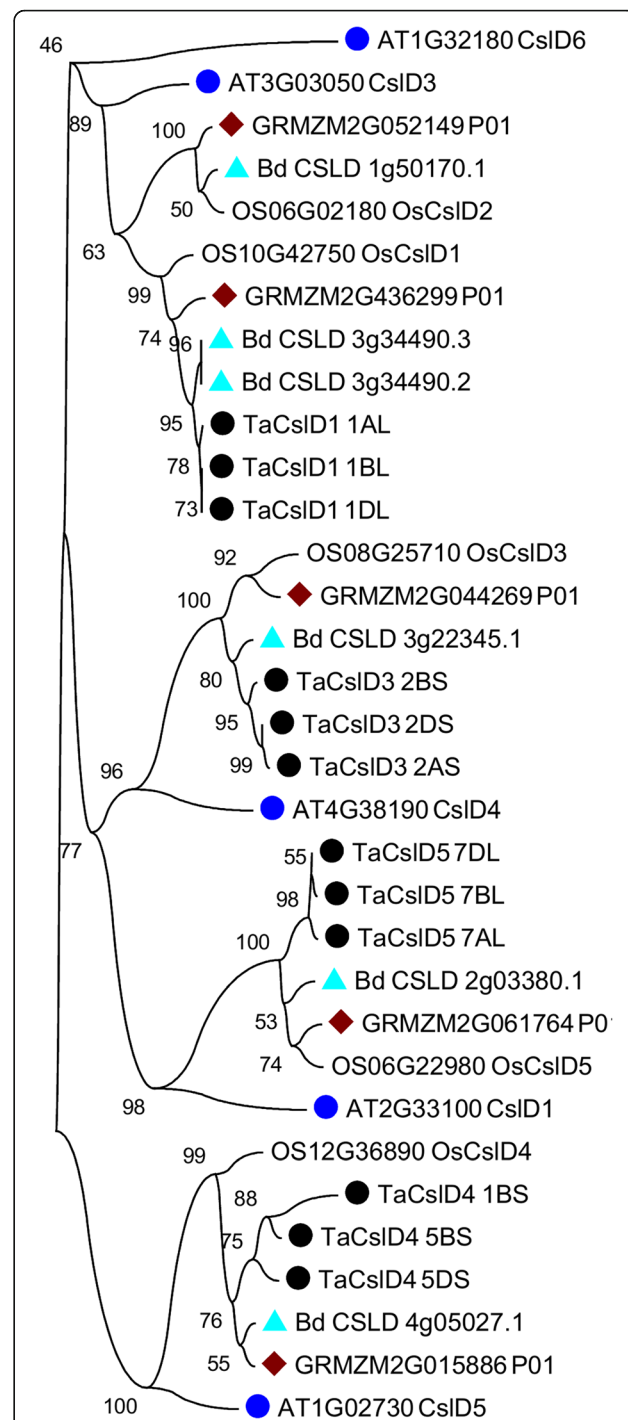 46
AT1G32180 CslD6
AT3G03050 CslD3
89
100
GRMZM2G052149 P01
Bd CSLD 1g50170.1
50
OS06G02180 OsCslD2
63
OS10G42750 OsCslD1
99
GRMZM2G436299 P01
74
96
Bd CSLD 3g34490.3
Bd CSLD 3g34490.2
95
TaCslD1 1AL
78
TaCslD1 1BL
73
TaCslD1 1DL
92
OS08G25710 OsCslD3
100
GRMZM2G044269 P01
Bd CSLD 3g22345.1
80
TaCslD3 2BS
95
TaCslD3 2DS
99
TaCslD3 2AS
96
AT4G38190 CslD4
77
55
TaCslD5 7DL
98
TaCslD5 7BL
100
TaCslD5 7AL
Bd CSLD 2g03380.1
53
GRMZM2G061764 P0
74
OS06G22980 OsCslD5
98
AT2G33100 CslD1
99
OS12G36890 OsCslD4
88
TaCslD4 1BS
75
TaCslD4 5BS
TaCslD4 5DS
76
Bd CSLD 4g05027.1
55
GRMZM2G015886 P01
100
AT1G02730 CslD5